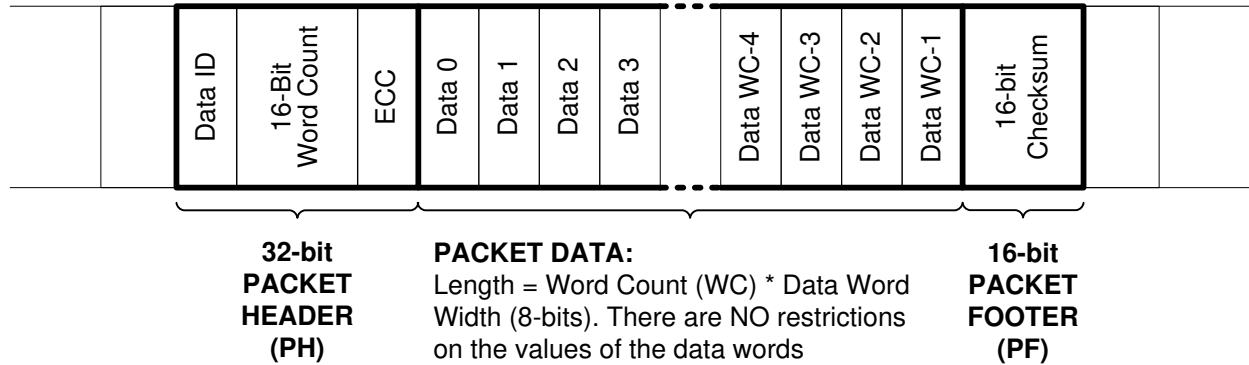 Data ID
16-Bit
Word Count
ECC
Data 0
Data 1
Data 2
Data 3
Data WC-4
Data WC-3
Data WC-2
Data WC-1
16-bit
Checksum
32-bit
PACKET
HEADER
(PH)
PACKET DATA:
Length = Word Count (WC) * Data Word
Width (8-bits). There are NO restrictions
on the values of the data words
16-bit
PACKET
FOOTER
(PF)